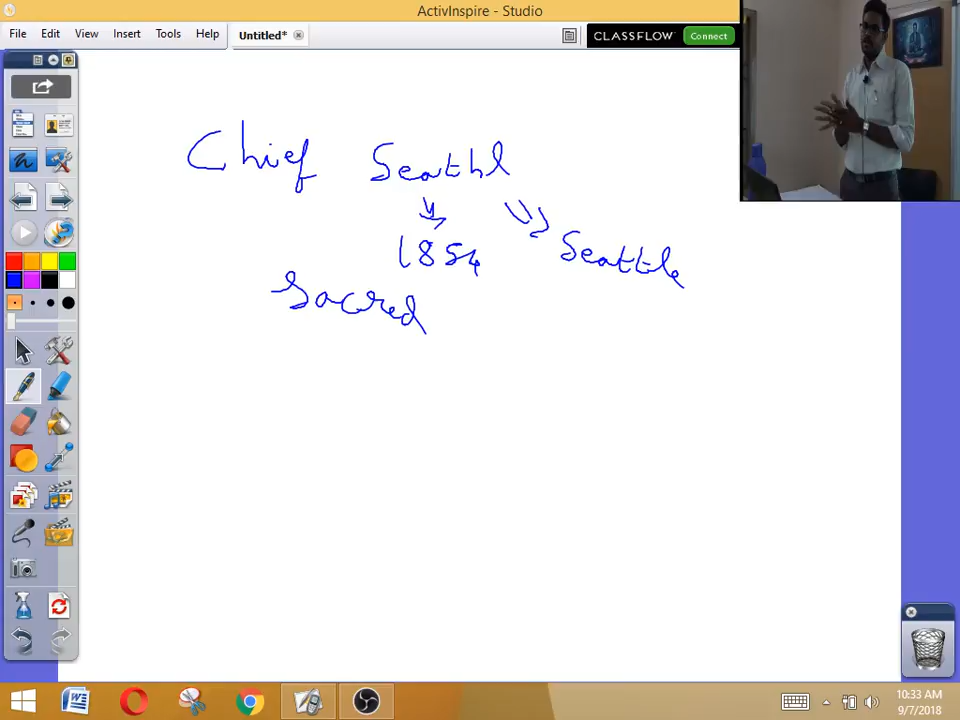 ActivInspire - Studio
File Edit View Insert Tools Help Untitled* CLASSFLOW Connect
Chief Seathl
1854 Seattle
Sacred
10:33 AM
9/7/2018